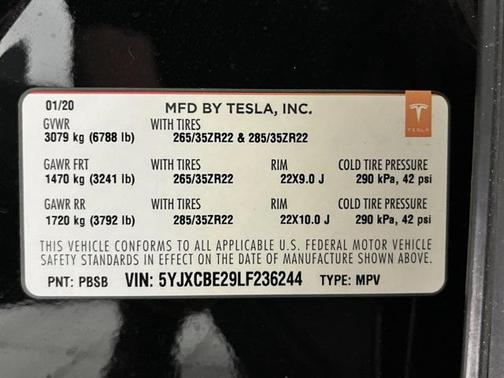 01/20 MFD BY TESLA, INC.
TESLA
GVWR WITH TIRES
3079 kg (6788 lb) 265/35ZR22 & 285/35ZR22
GAWR FRT WITH TIRES RIM COLD TIRE PRESSURE
1470 kg (3241 lb) 265/35ZR22 22X9.0 J 290 kPa, 42 psi
GAWR RR WITH TIRES RIM COLD TIRE PRESSURE
1720 kg (3792 lb) 285/35ZR22 22X10.0 J 290 kPa, 42 psi
THIS VEHICLE CONFORMS TO ALL APPLICABLE U.S. FEDERAL MOTOR VEHICLE
SAFETY STANDARDS IN EFFECT ON THE DATE OF MANUFACTURE SHOWN ABOVE.
PNT: PBSB VIN: 5YJXCBE29LF236244 TYPE: MPV